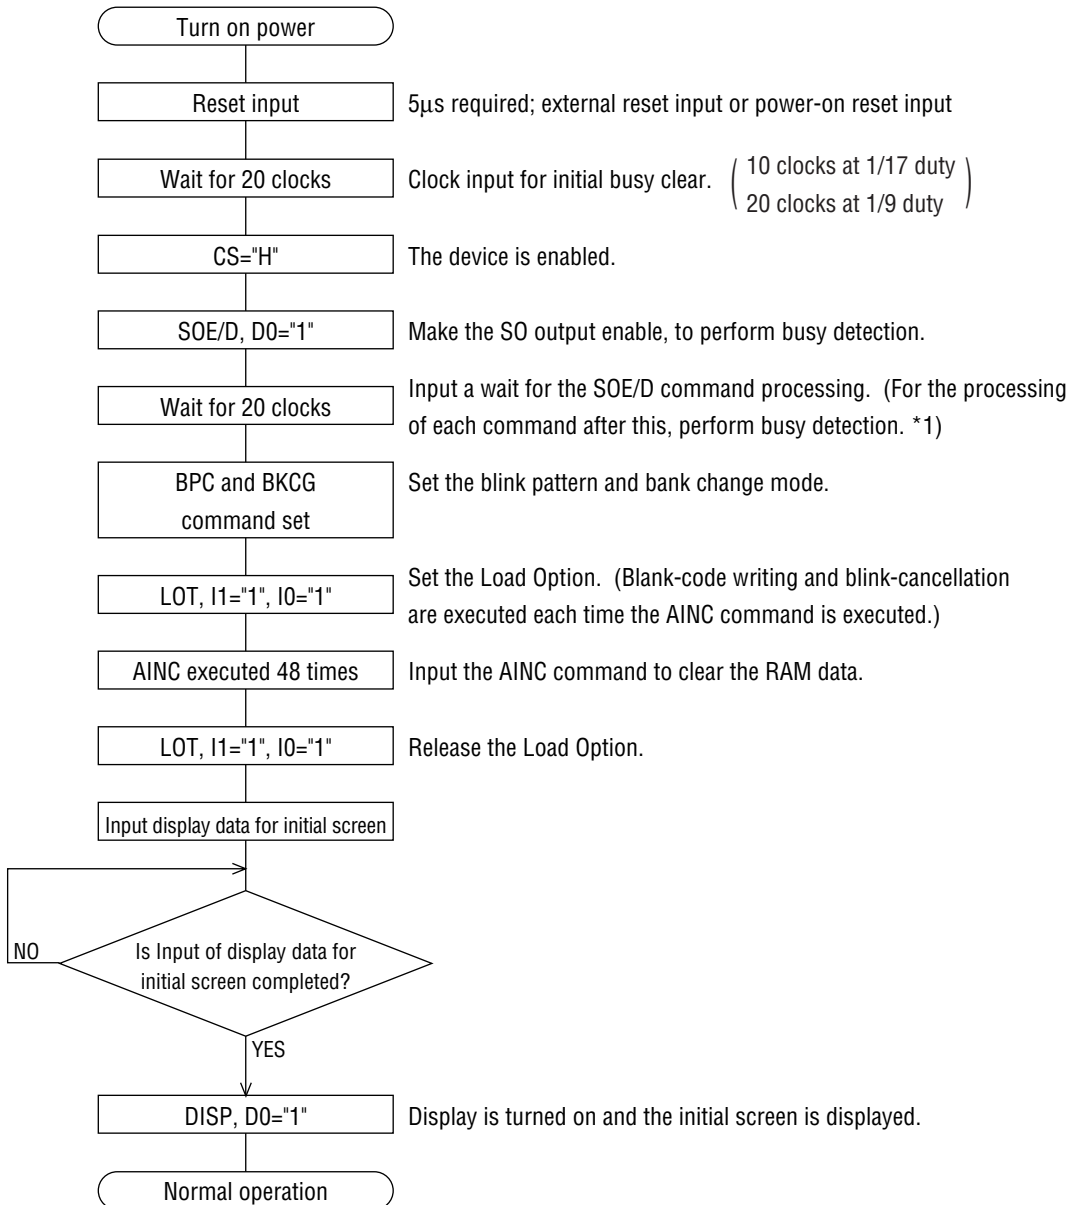 Turn on power
Reset input
5μs required; external reset input or power-on reset input
Wait for 20 clocks
Clock input for initial busy clear.
10 clocks at 1/17 duty
20 clocks at 1/9 duty
CS="H"
The device is enabled.
SOE/D, D0="1"
Make the SO output enable, to perform busy detection.
Wait for 20 clocks
Input a wait for the SOE/D command processing. (For the processing
of each command after this, perform busy detection. *1)
BPC and BKCG
command set
Set the blink pattern and bank change mode.
LOT, I1="1", I0="1"
Set the Load Option. (Blank-code writing and blink-cancellation
are executed each time the AINC command is executed.)
AINC executed 48 times
Input the AINC command to clear the RAM data.
LOT, I1="1", I0="1"
Release the Load Option.
Input display data for initial screen
NO
Is Input of display data for
initial screen completed?
YES
DISP, D0="1"
Display is turned on and the initial screen is displayed.
Normal operation